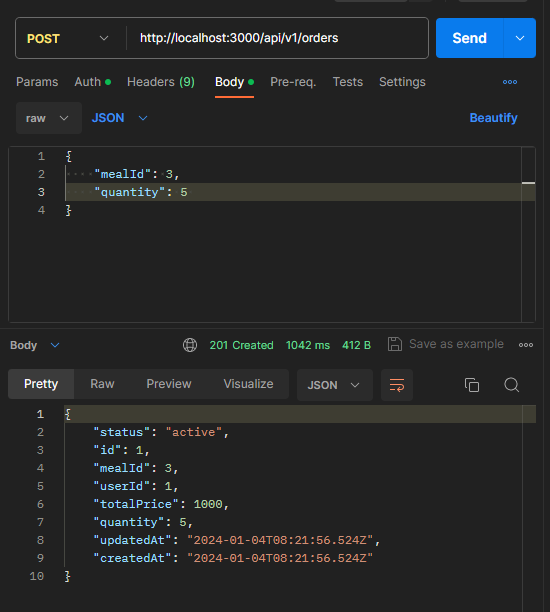 POST http://localhost:3000/api/v1/orders Send
Params Auth Headers (9) Body Pre-req. Tests Settings
raw JSON Beautify
1 {
2 "mealId": 3,
3 "quantity": 5
4 }
Body 201 Created 1042 ms 412 B Save as example
Pretty Raw Preview Visualize JSON
1 {
2 "status": "active",
3 "id": 1,
4 "mealId": 3,
5 "userId": 1,
6 "totalPrice": 1000,
7 "quantity": 5,
8 "updatedAt": "2024-01-04T08:21:56.524Z",
9 "createdAt": "2024-01-04T08:21:56.524Z"
10 }